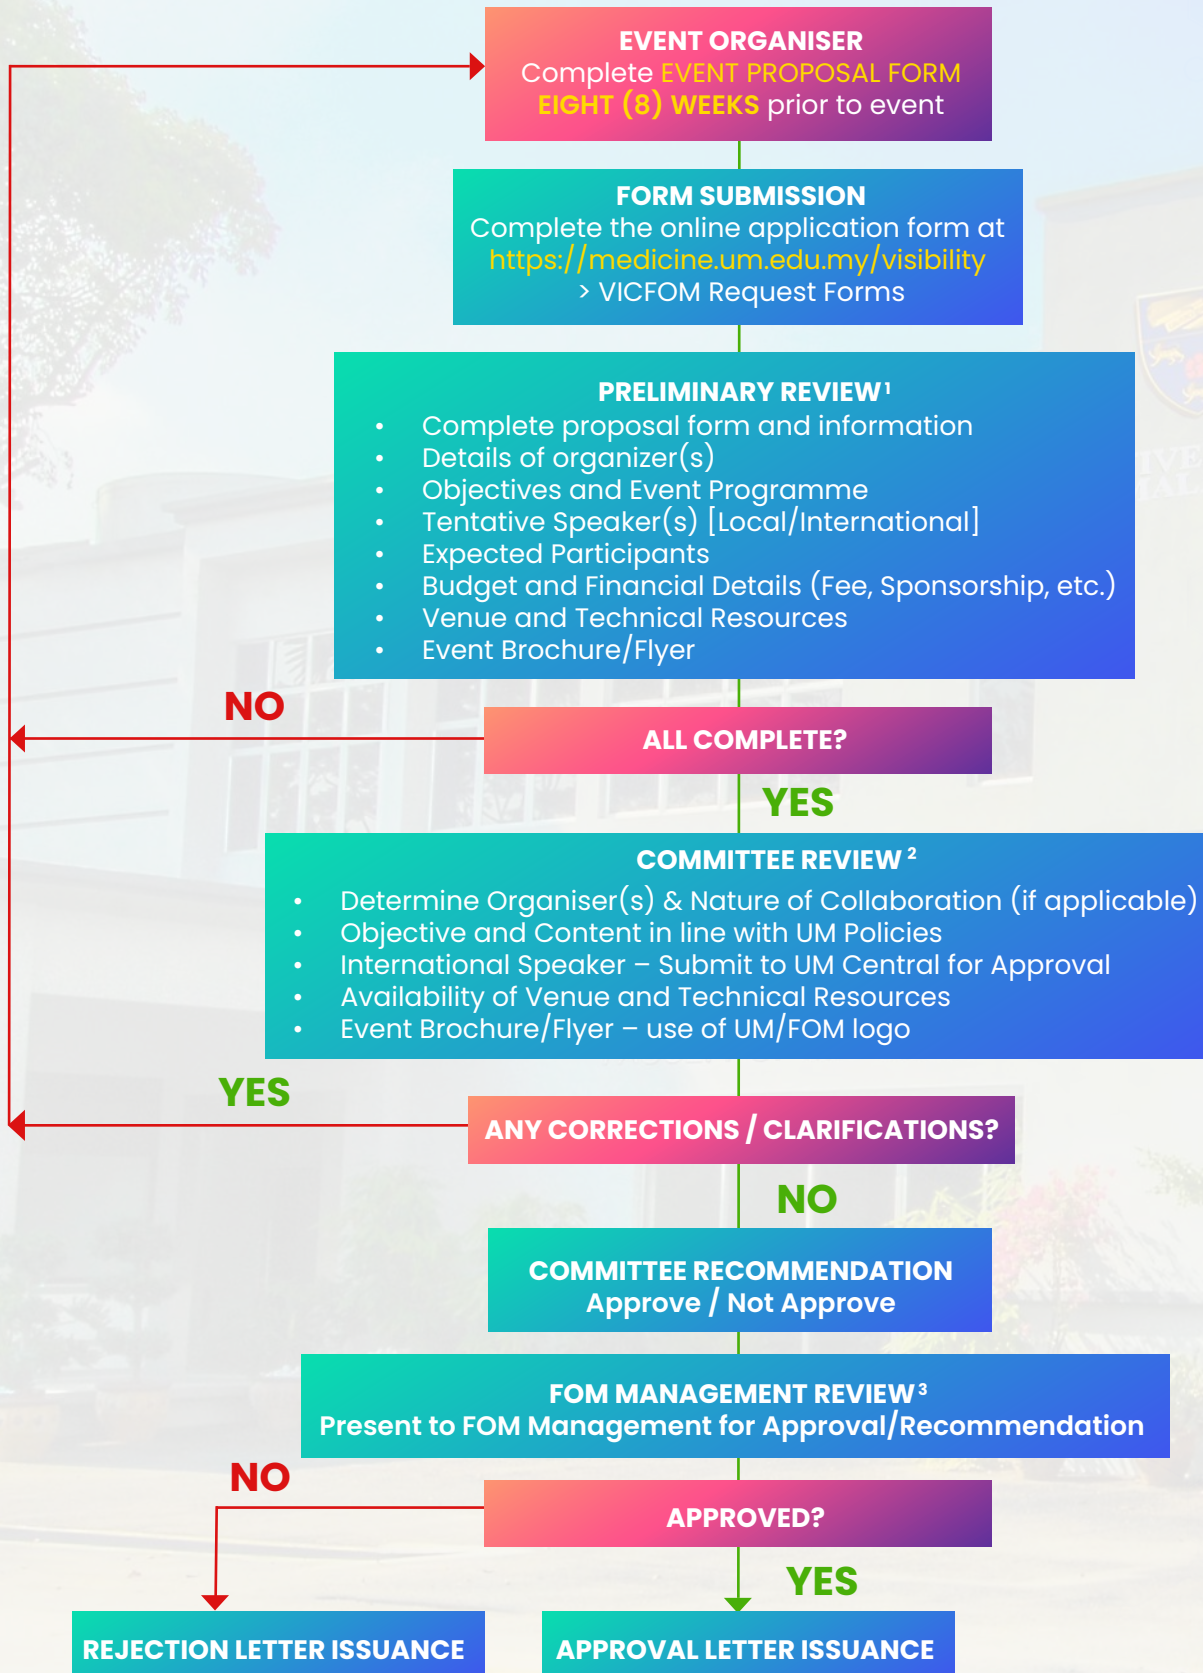 EVENT ORGANISER
Complete EVENT PROPOSAL FORM
EIGHT (8) WEEKS prior to event
FORM SUBMISSION
Complete the online application form at
https://medicine.um.edu.my/visibility
> VICFOM Request Forms
PRELIMINARY REVIEW¹
• Complete proposal form and information
• Details of organizer(s)
• Objectives and Event Programme
• Tentative Speaker(s) [Local/International]
• Expected Participants
• Budget and Financial Details (Fee, Sponsorship, etc.)
• Venue and Technical Resources
• Event Brochure/Flyer
NO
ALL COMPLETE?
YES
COMMITTEE REVIEW ²
• Determine Organiser(s) & Nature of Collaboration (if applicable)
• Objective and Content in line with UM Policies
• International Speaker – Submit to UM Central for Approval
• Availability of Venue and Technical Resources
• Event Brochure/Flyer – use of UM/FOM logo
YES
ANY CORRECTIONS / CLARIFICATIONS?
NO
COMMITTEE RECOMMENDATION
Approve / Not Approve
FOM MANAGEMENT REVIEW ³
Present to FOM Management for Approval/Recommendation
NO
APPROVED?
YES
REJECTION LETTER ISSUANCE
APPROVAL LETTER ISSUANCE